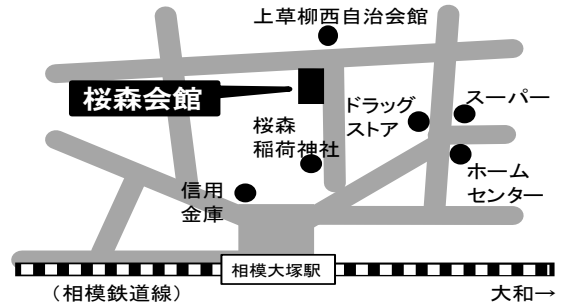 上草柳西自治会館
桜森会館
桜森
稲荷神社
ドラッグ
ストア
スーパー
ホーム
センター
信用
金庫
相模大塚駅
（相模鉄道線）
大和→